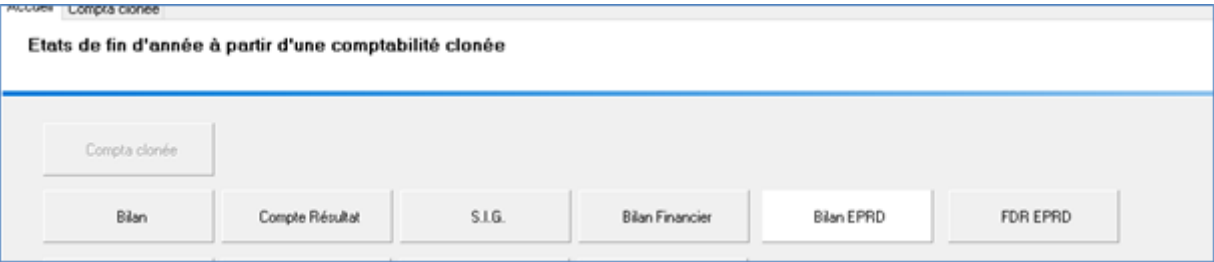 Accueil Compta clonée
Etats de fin d'année à partir d'une comptabilité clonée
Compta clonée
Bilan Compte Résultat S.I.G. Bilan Financier Bilan EPRD FDR EPRD